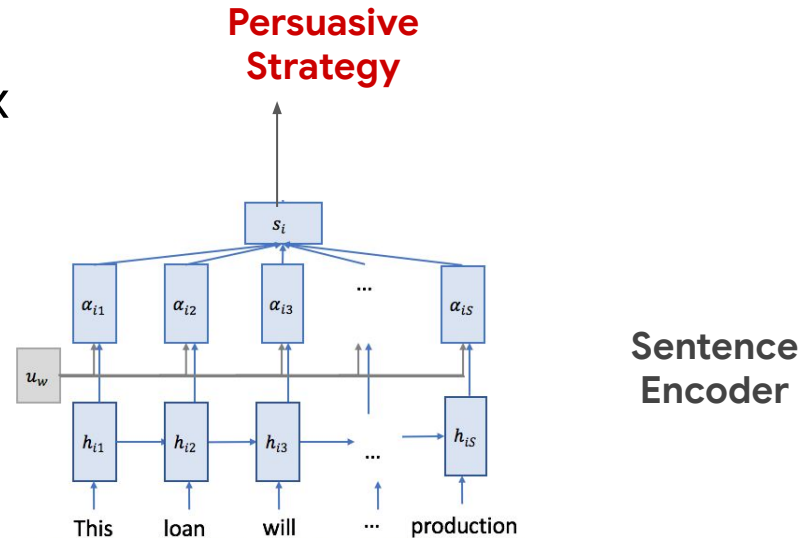 Persuasive
Strategy
x
s_i
α_i1 α_i2 α_i3 ... α_iS
u_w
Sentence
Encoder
h_i1 h_i2 h_i3 ... h_iS
This loan will ... production